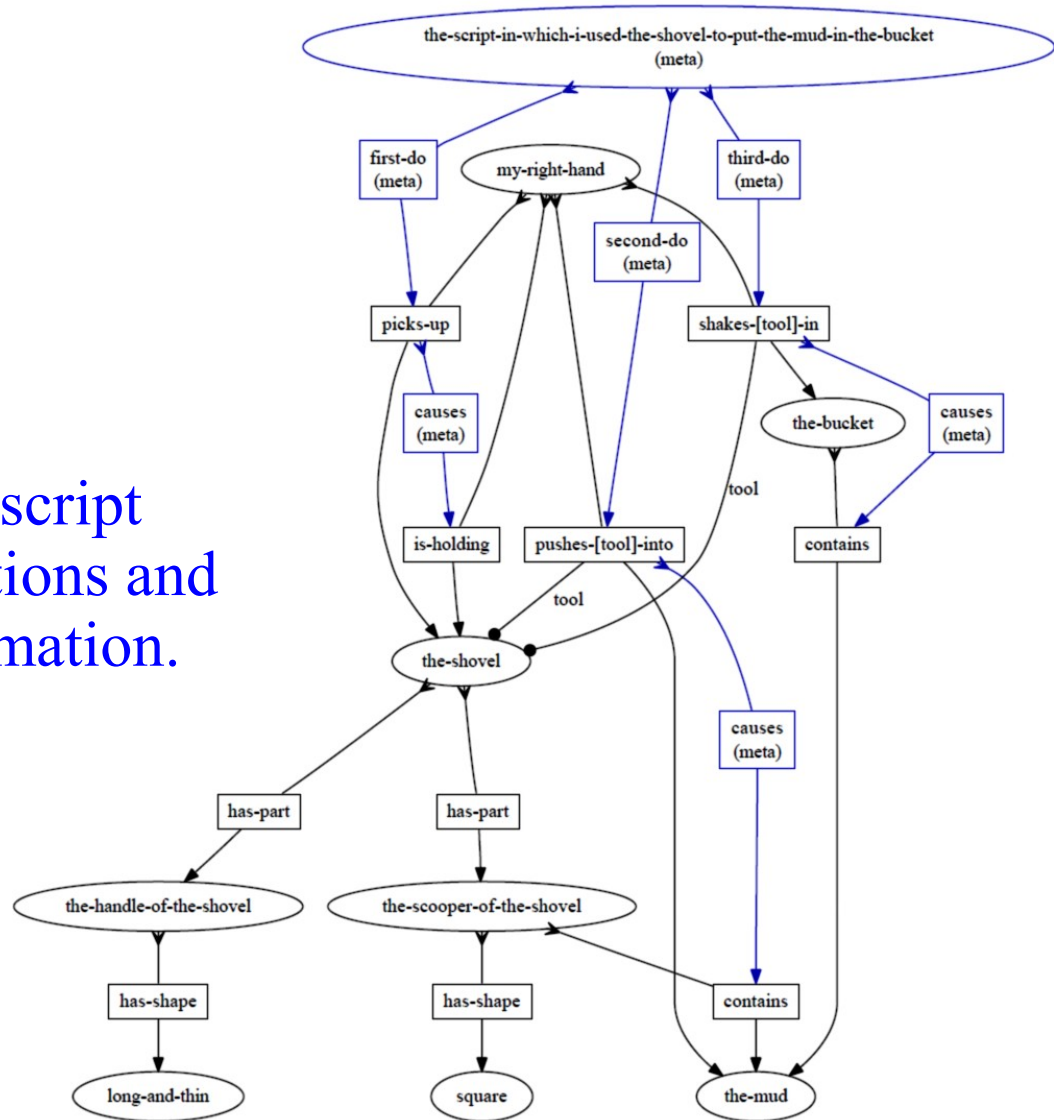 the-script-in-which-i-used-the-shovel-to-put-the-mud-in-the-bucket
(meta)
first-do
(meta)
my-right-hand
third-do
(meta)
second-do
(meta)
picks-up
shakes-[tool]-in
causes
(meta)
the-bucket
causes
(meta)
tool
script
tions and
mation.
is-holding
pushes-[tool]-into
contains
tool
the-shovel
causes
(meta)
has-part
has-part
the-handle-of-the-shovel
the-scooper-of-the-shovel
has-shape
has-shape
contains
long-and-thin
square
the-mud